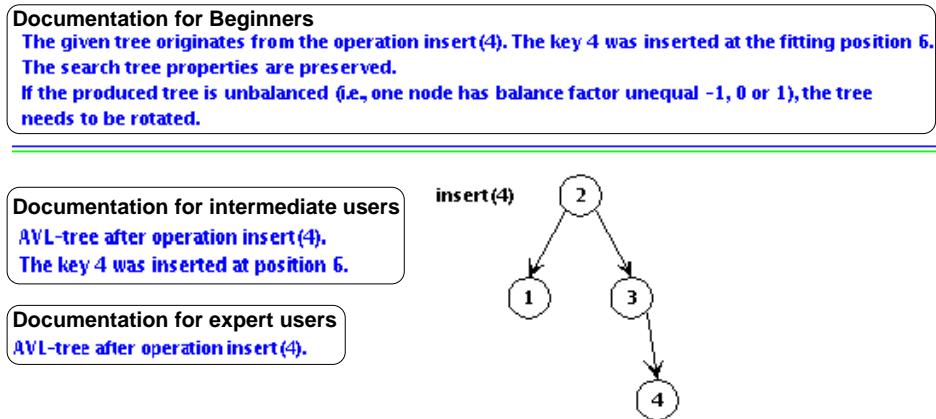 Documentation for Beginners
The given tree originates from the operation insert(4). The key 4 was inserted at the fitting position 6.
The search tree properties are preserved.
If the produced tree is unbalanced (i.e., one node has balance factor unequal -1, 0 or 1), the tree
needs to be rotated.
Documentation for intermediate users
AVL-tree after operation insert(4).
The key 4 was inserted at position 6.
Documentation for expert users
AVL-tree after operation insert(4).
insert(4)
2
1
3
4